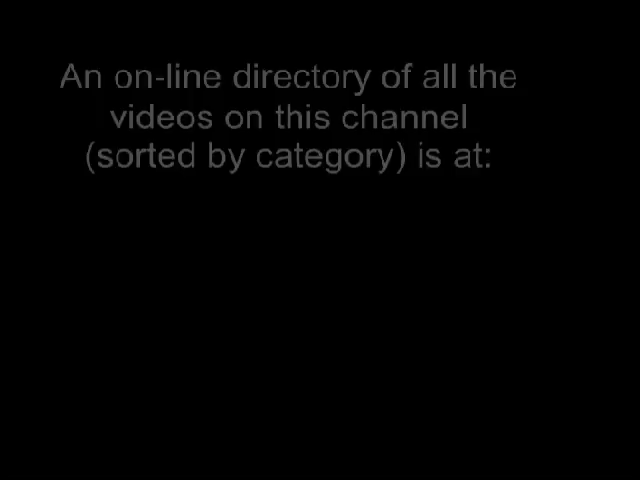 An on-line directory of all the
videos on this channel
(sorted by category) is at: